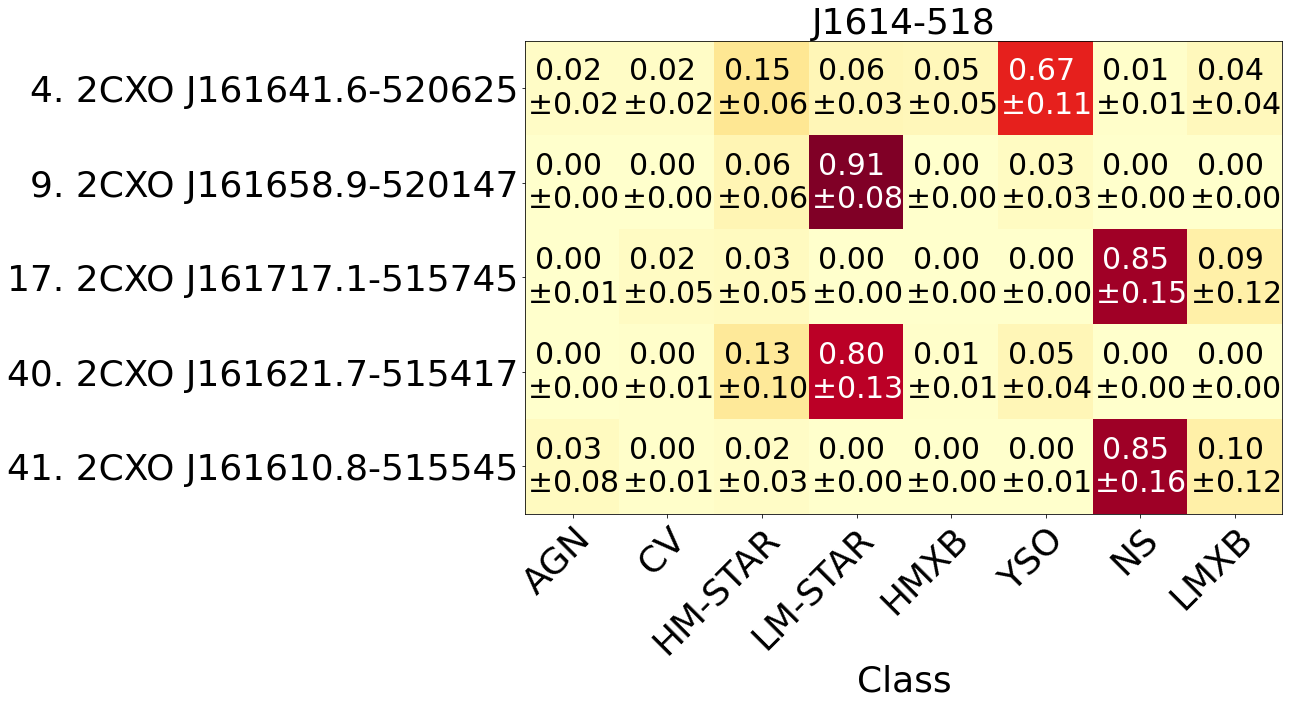 J1614-518
4. 2CXO J161641.6-520625 0.02 0.02 0.15 0.06 0.05 0.67 0.01 0.04
±0.02 ±0.02 ±0.06 ±0.03 ±0.05 ±0.11 ±0.01 ±0.04
9. 2CXO J161658.9-520147 0.00 0.00 0.06 0.91 0.00 0.03 0.00 0.00
±0.00 ±0.00 ±0.06 ±0.08 ±0.00 ±0.03 ±0.00 ±0.00
17. 2CXO J161717.1-515745 0.00 0.02 0.03 0.00 0.00 0.00 0.85 0.09
±0.01 ±0.05 ±0.05 ±0.00 ±0.00 ±0.00 ±0.15 ±0.12
40. 2CXO J161621.7-515417 0.00 0.00 0.13 0.80 0.01 0.05 0.00 0.00
±0.00 ±0.01 ±0.10 ±0.13 ±0.01 ±0.04 ±0.00 ±0.00
41. 2CXO J161610.8-515545 0.03 0.00 0.02 0.00 0.00 0.00 0.85 0.10
±0.08 ±0.01 ±0.03 ±0.00 ±0.00 ±0.01 ±0.16 ±0.12
AGN CV HM-STAR LM-STAR HMXB YSO NS LMXB
Class